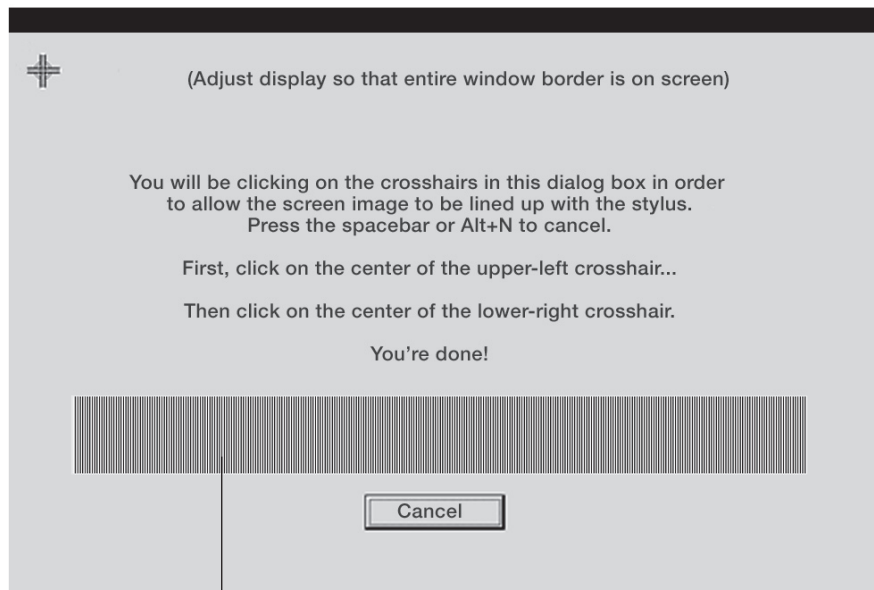 (Adjust display so that entire window border is on screen)
You will be clicking on the crosshairs in this dialog box in order
to allow the screen image to be lined up with the stylus.
Press the spacebar or Alt+N to cancel.
First, click on the center of the upper-left crosshair...
Then click on the center of the lower-right crosshair.
You're done!
Cancel